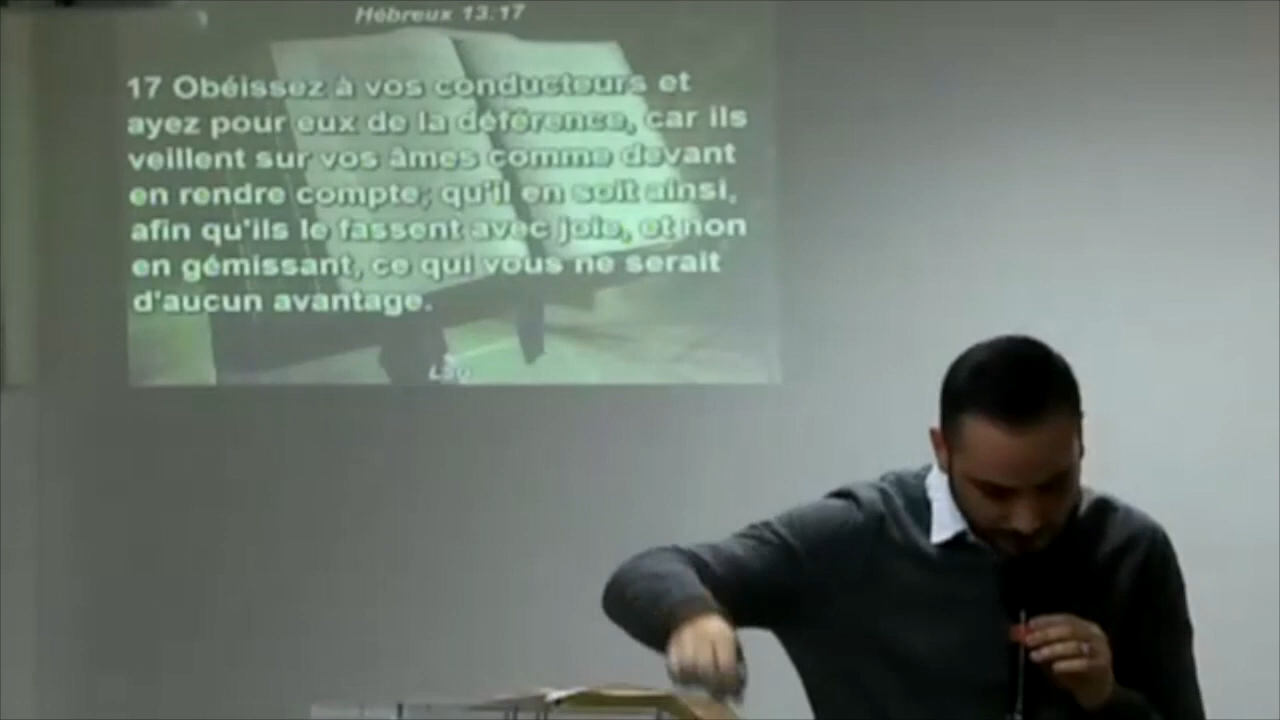 Hébreux 13:17
17 Obéissez à vos conducteurs et
ayez pour eux de la déférence, car ils
veillent sur vos âmes comme devant
en rendre compte; qu'il en soit ainsi,
afin qu'ils le fassent avec joie, et non
en gémissant, ce qui vous ne serait
d'aucun avantage.